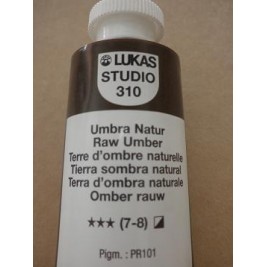 LUKAS
STUDIO
310
Umbra Natur
Raw Umber
Terre d'ombre naturelle
Tierra sombra natural
Terra d'ombra naturale
Omber rauw
★★★ (7-8)
Pigm. : PR101